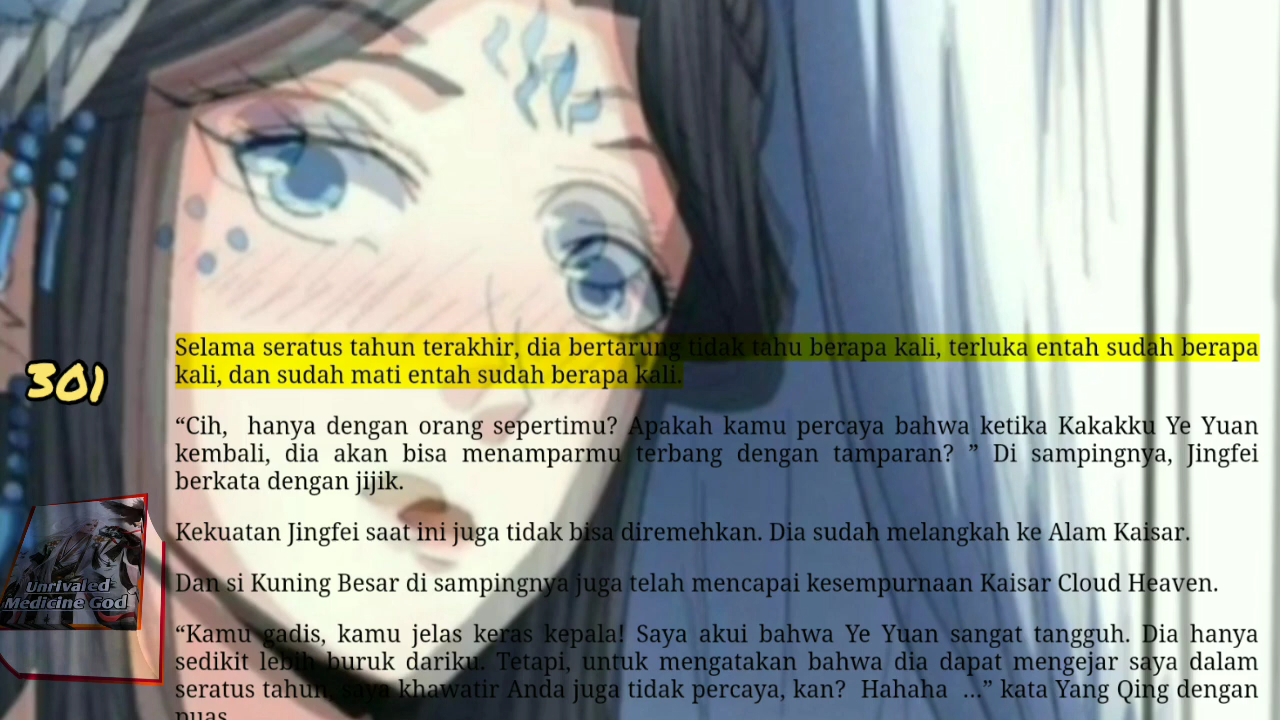 Selama seratus tahun terakhir, dia bertarung tidak tahu berapa kali, terluka entah sudah berapa
kali, dan sudah mati entah sudah berapa kali.
“Cih, hanya dengan orang sepertimu? Apakah kamu percaya bahwa ketika Kakakku Ye Yuan
kembali, dia akan bisa menamparmu terbang dengan tamparan? ” Di sampingnya, Jingfei
berkata dengan jijik.
Kekuatan Jingfei saat ini juga tidak bisa diremehkan. Dia sudah melangkah ke Alam Kaisar.
Dan si Kuning Besar di sampingnya juga telah mencapai kesempurnaan Kaisar Cloud Heaven.
“Kamu gadis, kamu jelas keras kepala! Saya akui bahwa Ye Yuan sangat tangguh. Dia hanya
sedikit lebih buruk dariku. Tetapi, untuk mengatakan bahwa dia dapat mengejar saya dalam
seratus tahun, saya khawatir Anda juga tidak percaya, kan? Hahaha ...” kata Yang Qing dengan
puas.
301
Unrivaled
Medicine God